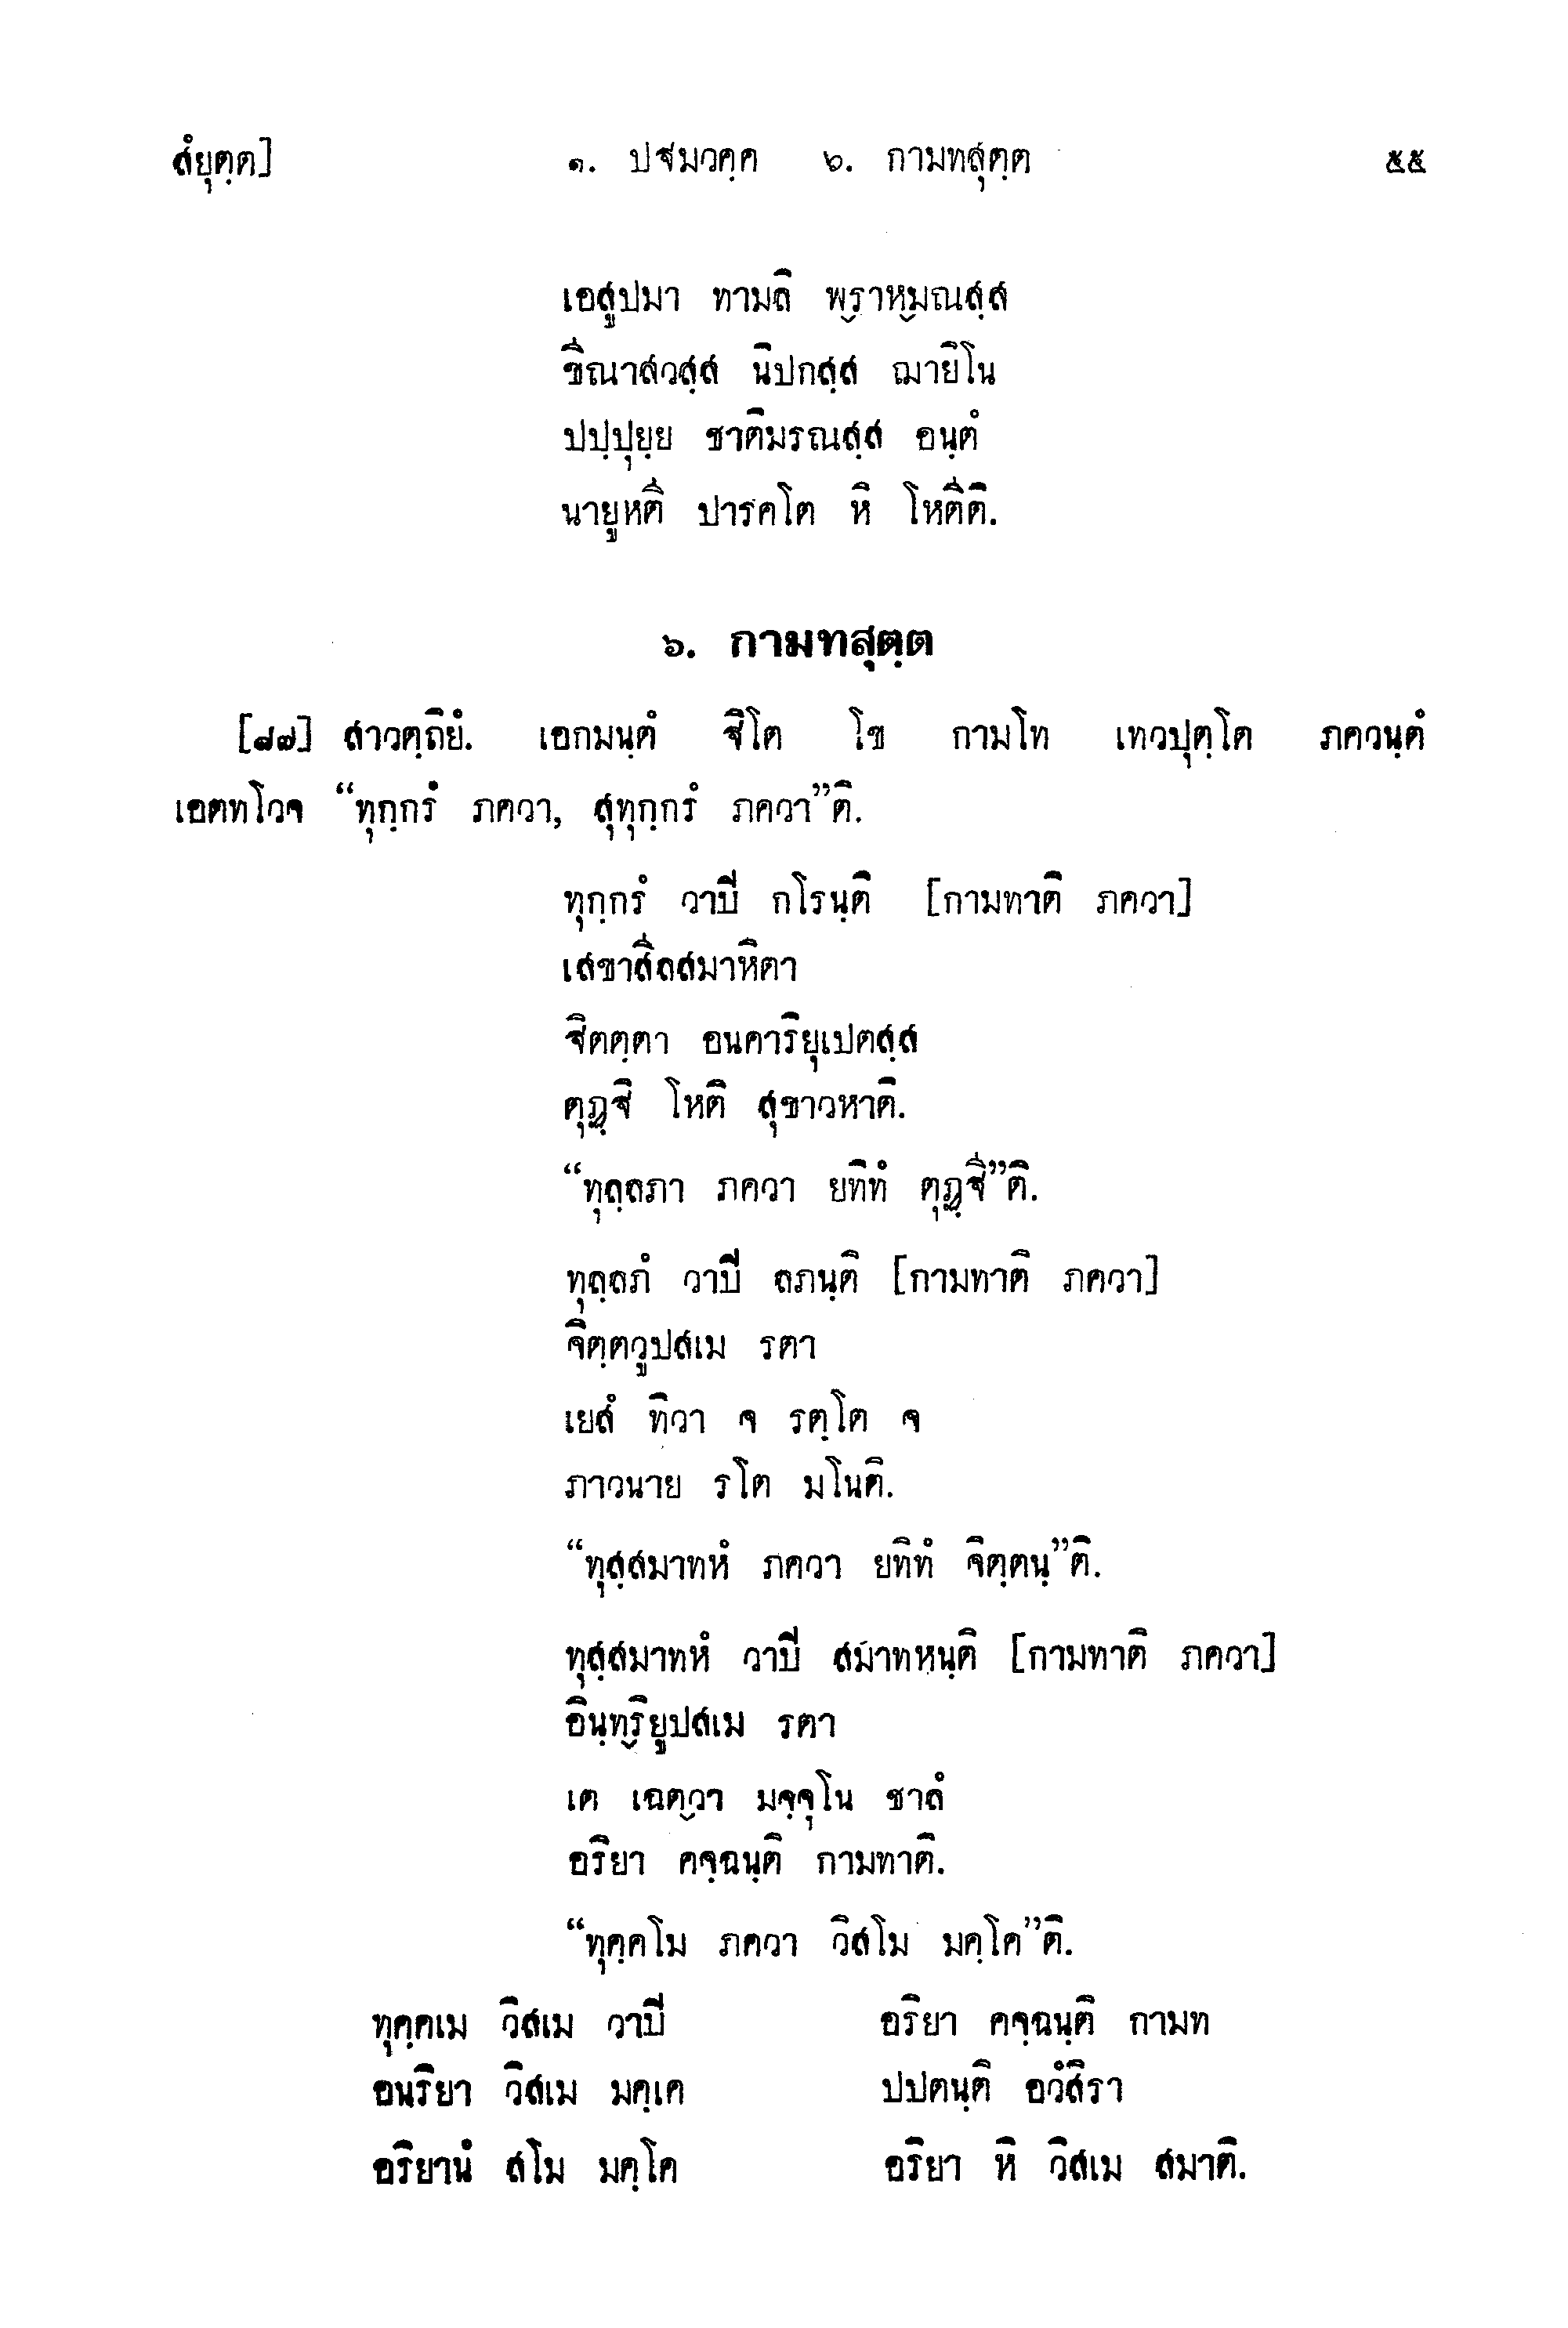 สํยุตฺต] ๑. ปฐมวคฺค ๖. กามทสุตฺต ๕๕
เอสูปมา ทามลิ พฺราหฺมณสฺส
ขีณาสวสฺส นิปกสฺส ฌายิโน
ปปฺปุยฺย ชาติมรณสฺส อนฺตํ
นายูหตี ปารคโต หิ โหตีติ.
๖. กามทสุตฺต
[๘๗] สาวตฺถิยํ. เอกมนฺตํ ฐิโต โข กามโท เทวปุตฺโต ภควนฺตํ
เอตทโวจ “ทุกฺกรํ ภควา, สุทุกฺกรํ ภควา”ติ.
ทุกฺกรํ วาปิ กโรนฺติ [กามทาติ ภควา]
เสขาสีลสมาหิตา
ฐิตตฺตา อนคาริยุเปตสฺส
ตุฏฺฐิ โหติ สุขาวหาติ.
“ทุลฺลภา ภควา ยทิทํ ตุฏฺฐี”ติ.
ทุลฺลภํ วาปิ ลภนฺติ [กามทาติ ภควา]
จิตฺตวูปสเม รตา
เยสํ ทิวา จ รตฺโต จ
ภาวนาย รโต มโนติ.
“ทุสฺสมาทหํ ภควา ยทิทํ จิตฺตนฺ”ติ.
ทุสฺสมาทหํ วาปิ สมาทหนฺติ [กามทาติ ภควา]
อินฺทฺริยูปสเม รตา
เต เฉตฺวา มจฺจุโน ชาลํ
อริยา คจฺฉนฺติ กามทาติ.
“ทุคฺคโม ภควา วิสโม มคฺโค”ติ.
ทุคฺคเม วิสเม วาปิ อริยา คจฺฉนฺติ กามท
อนริยา วิสเม มคฺเค ปปตนฺติ อวํสิรา
อริยานํ สโม มคฺโค อริยา หิ วิสเม สมาติ.